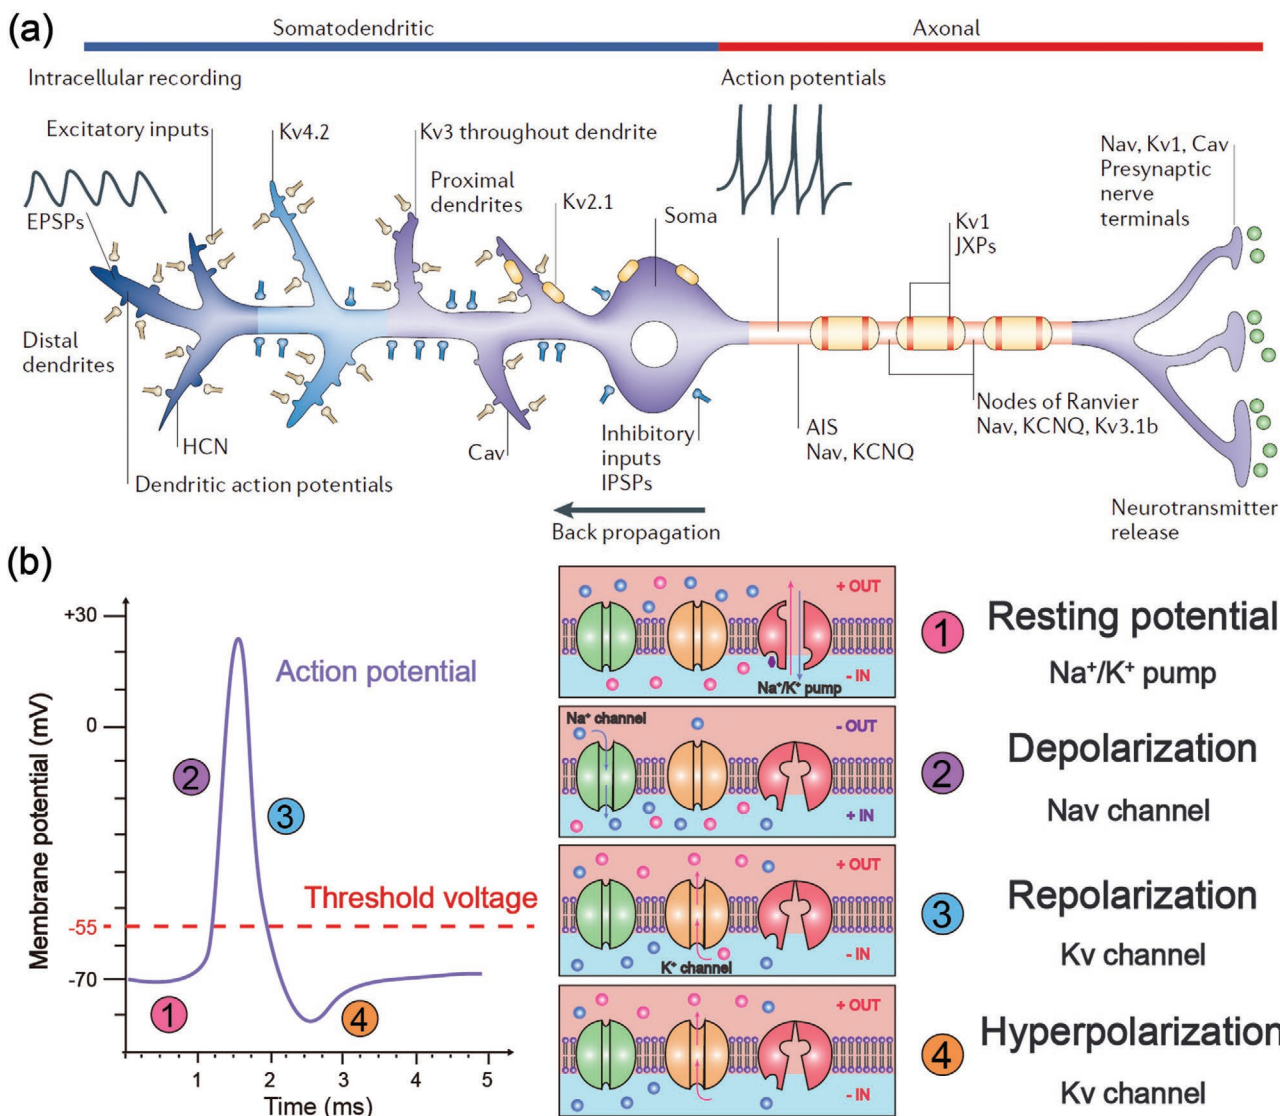 (a)
Somatodendritic
Axonal
Intracellular recording
Action potentials
Excitatory inputs
Kv4.2
Kv3 throughout dendrite
Nav, Kv1, Cav
Presynaptic
nerve
terminals
Proximal
dendrites
Kv2.1
EPSPs
Soma
Kv1
JXPs
Distal
dendrites
HCN
Cav
Inhibitory
inputs
IPSPs
AIS
Nav, KCNQ
Nodes of Ranvier
Nav, KCNQ, Kv3.1b
Dendritic action potentials
Neurotransmitter
release
Back propagation
(b)
Membrane potential (mV)
+30
0
-55
-70
Action potential
Threshold voltage
1
2
3
4
1
2
3
4
5
Time (ms)
+ OUT
Na⁺/K⁺ pump
- IN
Na⁺ channel
- OUT
+ IN
+ OUT
K⁺ channel
- IN
+ OUT
- IN
1
Resting potential
Na⁺/K⁺ pump
2
Depolarization
Nav channel
3
Repolarization
Kv channel
4
Hyperpolarization
Kv channel